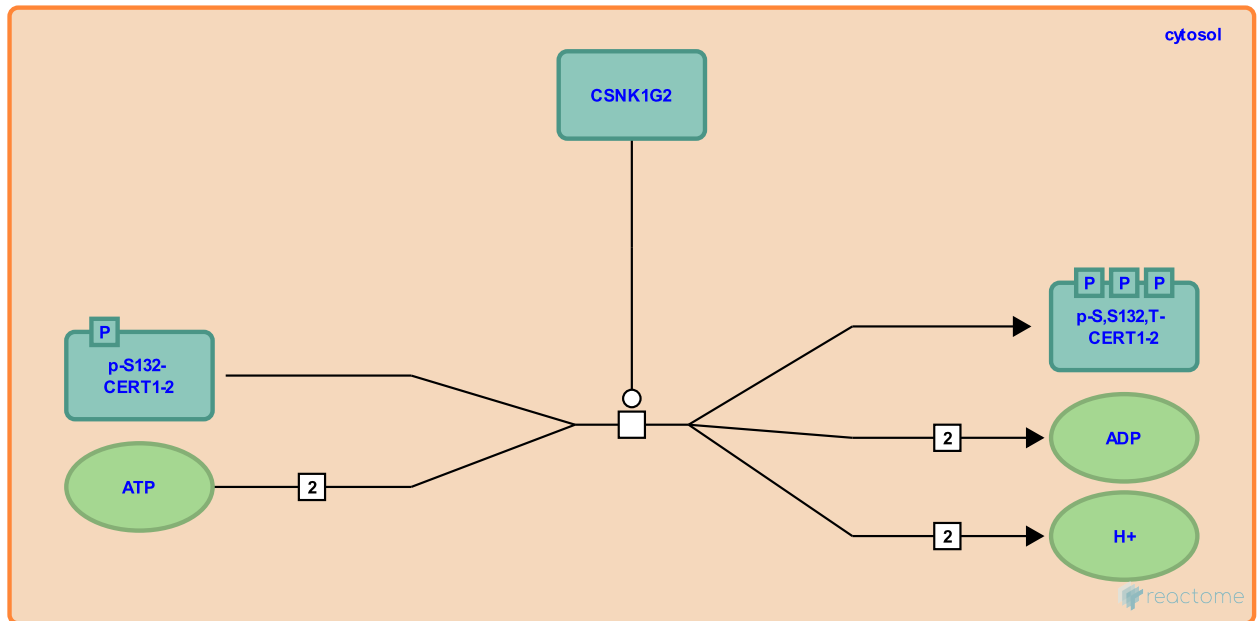 cytosol
CSNK1G2
P P P
p-S,S132,T-
CERT1-2
P
p-S132-
CERT1-2
2
ADP
ATP
2
2
H+
reactome